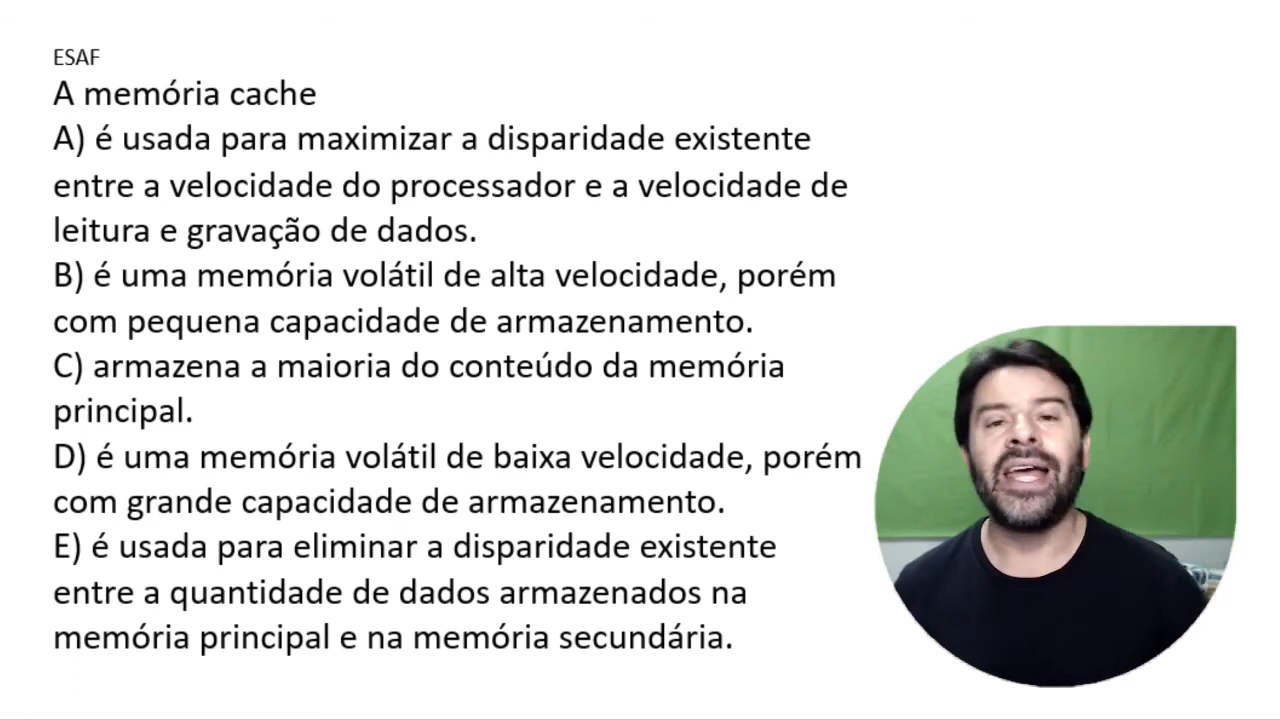 ESAF
A memória cache
A) é usada para maximizar a disparidade existente
entre a velocidade do processador e a velocidade de
leitura e gravação de dados.
B) é uma memória volátil de alta velocidade, porém
com pequena capacidade de armazenamento.
C) armazena a maioria do conteúdo da memória
principal.
D) é uma memória volátil de baixa velocidade, porém
com grande capacidade de armazenamento.
E) é usada para eliminar a disparidade existente
entre a quantidade de dados armazenados na
memória principal e na memória secundária.